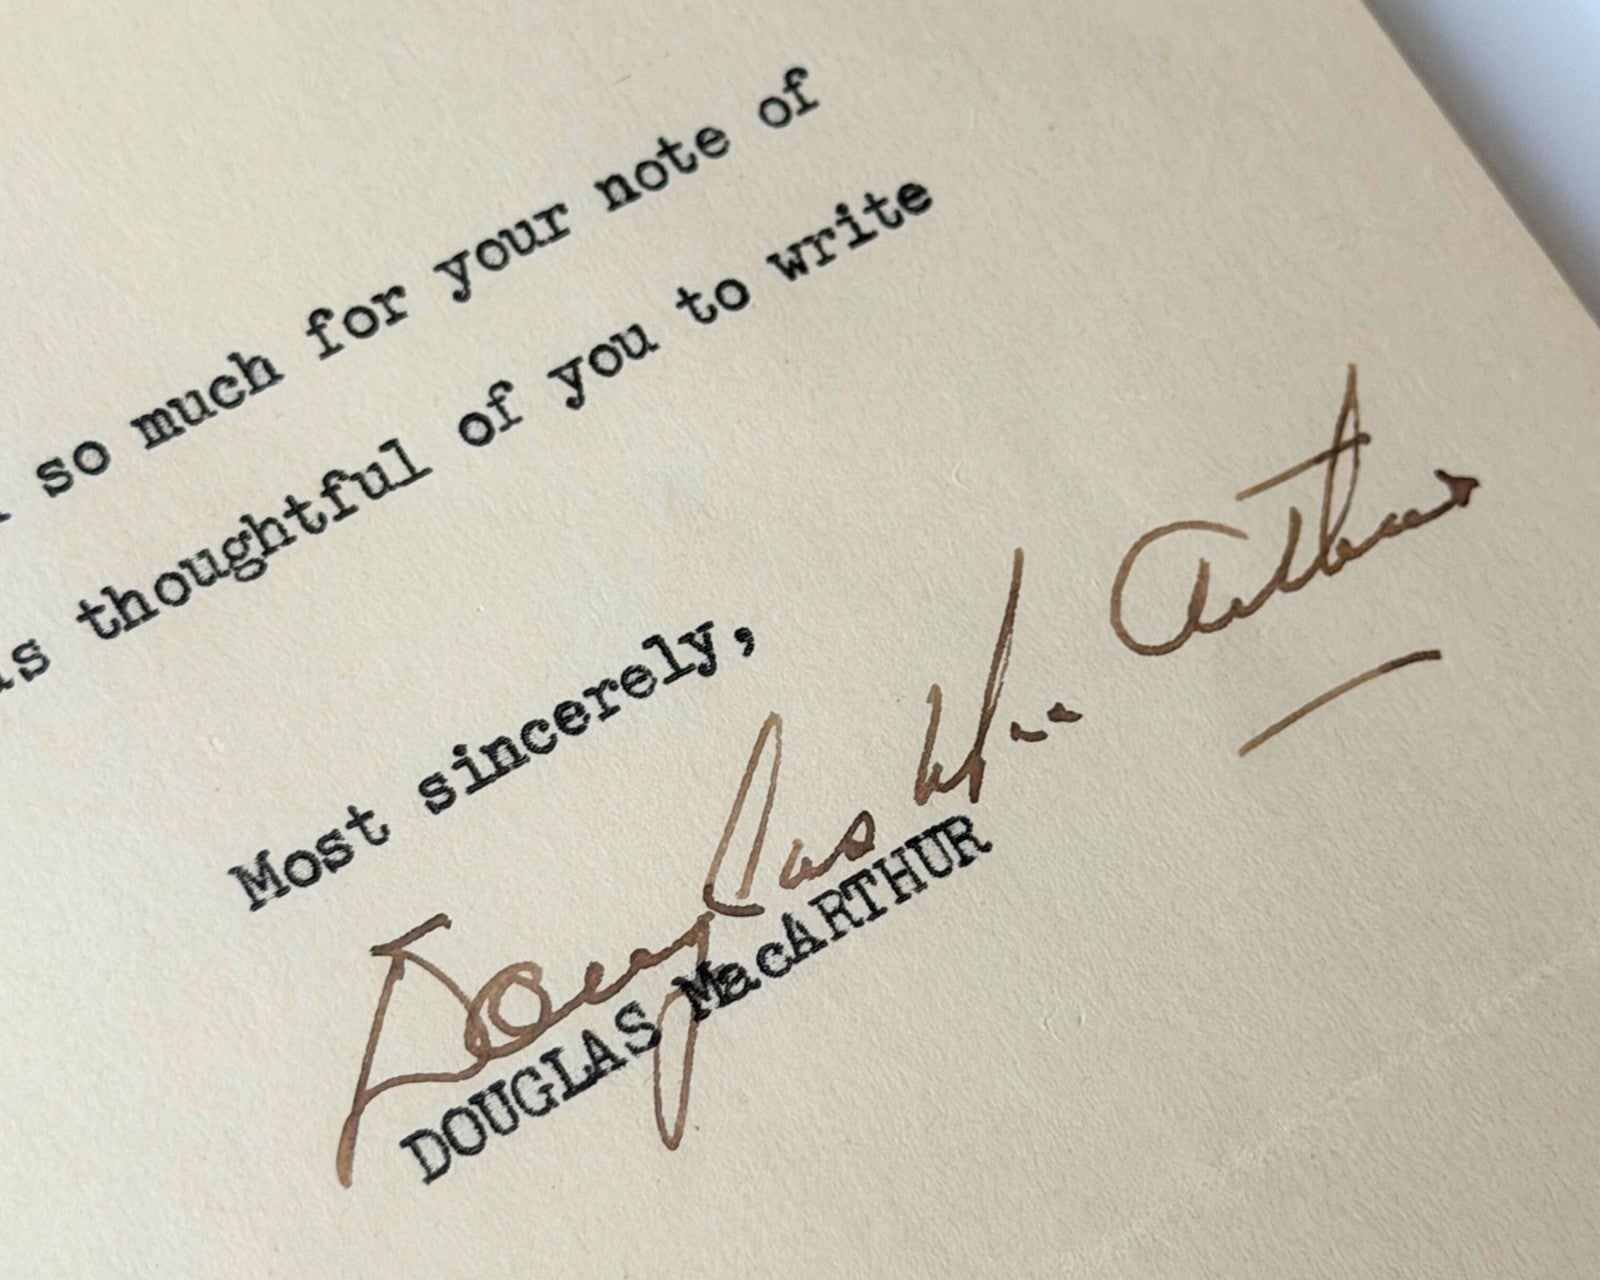 so much for your note of
thoughtful of you to write
Most sincerely,
Douglas MacArthur
DOUGLAS MacARTHUR